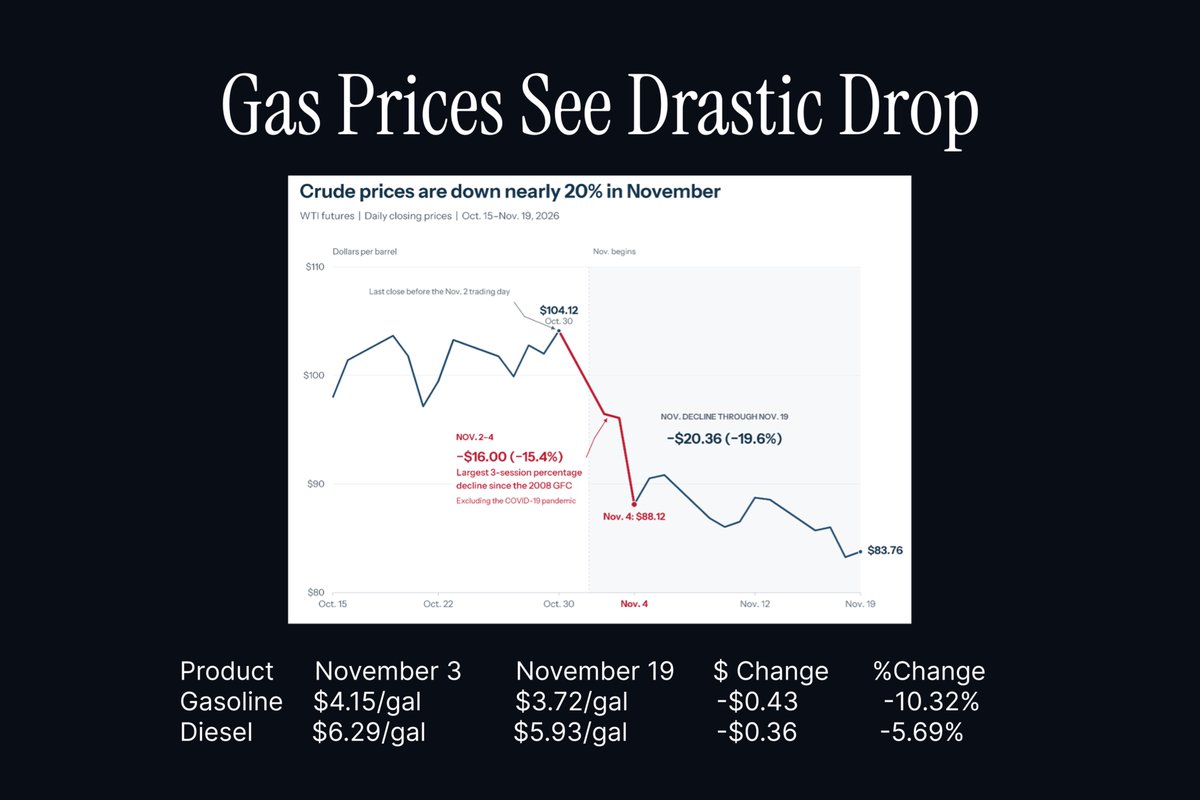 Gas Prices See Drastic Drop
Crude prices are down nearly 20% in November
WTI futures | Daily closing prices | Oct. 15–Nov. 19, 2026
Dollars per barrel
Nov. begins
$110
Last close before the Nov. 2 trading day
$104.12
Oct. 30
$100
NOV. DECLINE THROUGH NOV. 19
−$20.36 (−19.6%)
NOV. 2–4
−$16.00 (−15.4%)
Largest 3-session percentage
decline since the 2008 GFC
Excluding the COVID-19 pandemic
$90
Nov. 4: $88.12
$83.76
$80
Oct. 15 Oct. 22 Oct. 30 Nov. 4 Nov. 12 Nov. 19
Product November 3 November 19 $ Change %Change
Gasoline $4.15/gal $3.72/gal -$0.43 -10.32%
Diesel $6.29/gal $5.93/gal -$0.36 -5.69%